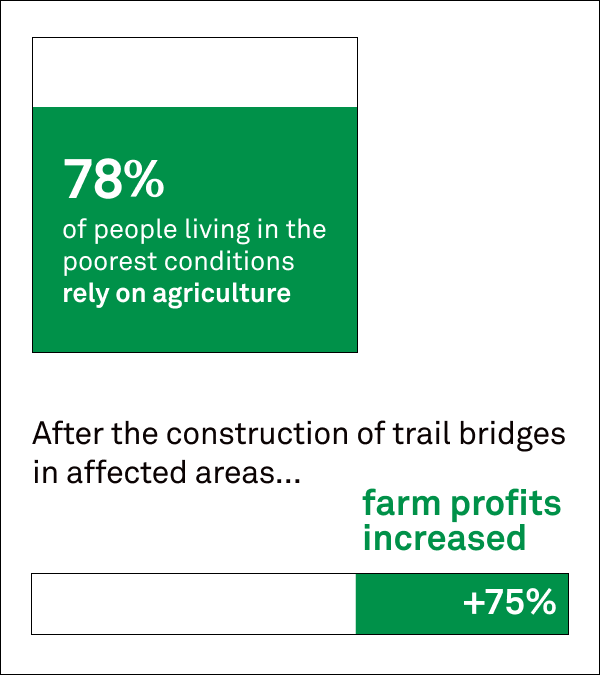 78%
of people living in the
poorest conditions
rely on agriculture
After the construction of trail bridges
in affected areas...
farm profits
increased
+75%